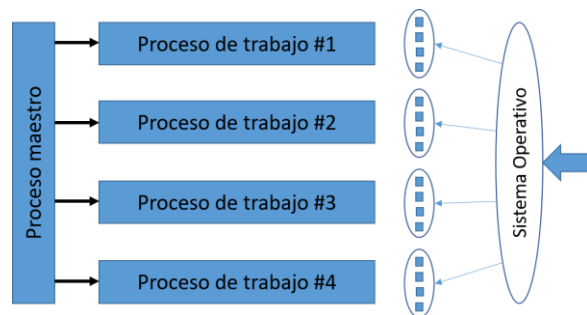 Proceso maestro
Proceso de trabajo #1
Proceso de trabajo #2
Proceso de trabajo #3
Proceso de trabajo #4
Sistema Operativo